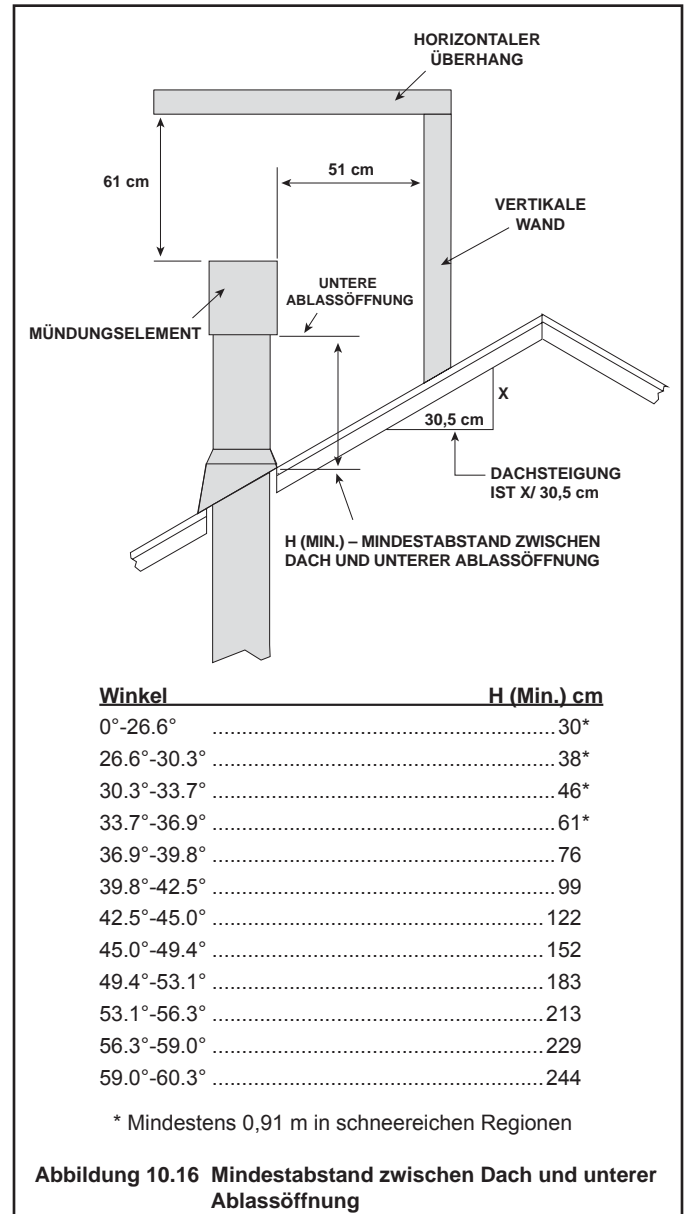 HORIZONTALER
ÜBERHANG
61 cm
51 cm
VERTIKALE
WAND
UNTERE
ABLASSÖFFNUNG
MÜNDUNGSELEMENT
X
30,5 cm
DACHSTEIGUNG
IST X/ 30,5 cm
H (MIN.) – MINDESTABSTAND ZWISCHEN
DACH UND UNTERER ABLASSÖFFNUNG
Winkel H (Min.) cm
0°-26.6° ..........................................................30*
26.6°-30.3° ..........................................................38*
30.3°-33.7° ..........................................................46*
33.7°-36.9° ..........................................................61*
36.9°-39.8° ..........................................................76
39.8°-42.5° ..........................................................99
42.5°-45.0° ........................................................122
45.0°-49.4° ........................................................152
49.4°-53.1° ........................................................183
53.1°-56.3° ........................................................213
56.3°-59.0° ........................................................229
59.0°-60.3° ........................................................244
* Mindestens 0,91 m in schneereichen Regionen
Abbildung 10.16 Mindestabstand zwischen Dach und unterer
Ablassöffnung